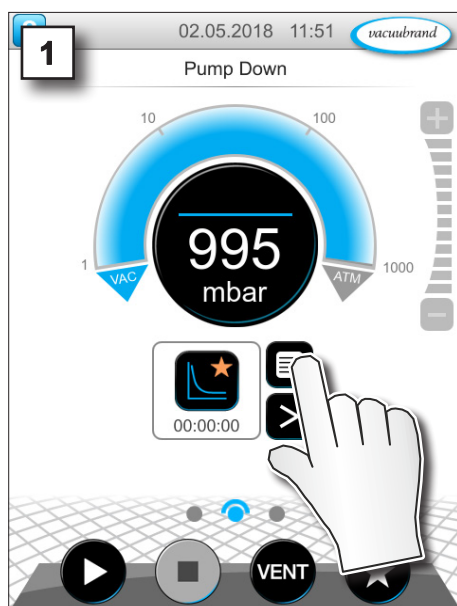 1
02.05.2018 11:51
vacuubrand
Pump Down
10
100
1
1000
VAC
ATM
995
mbar
00:00:00
VENT